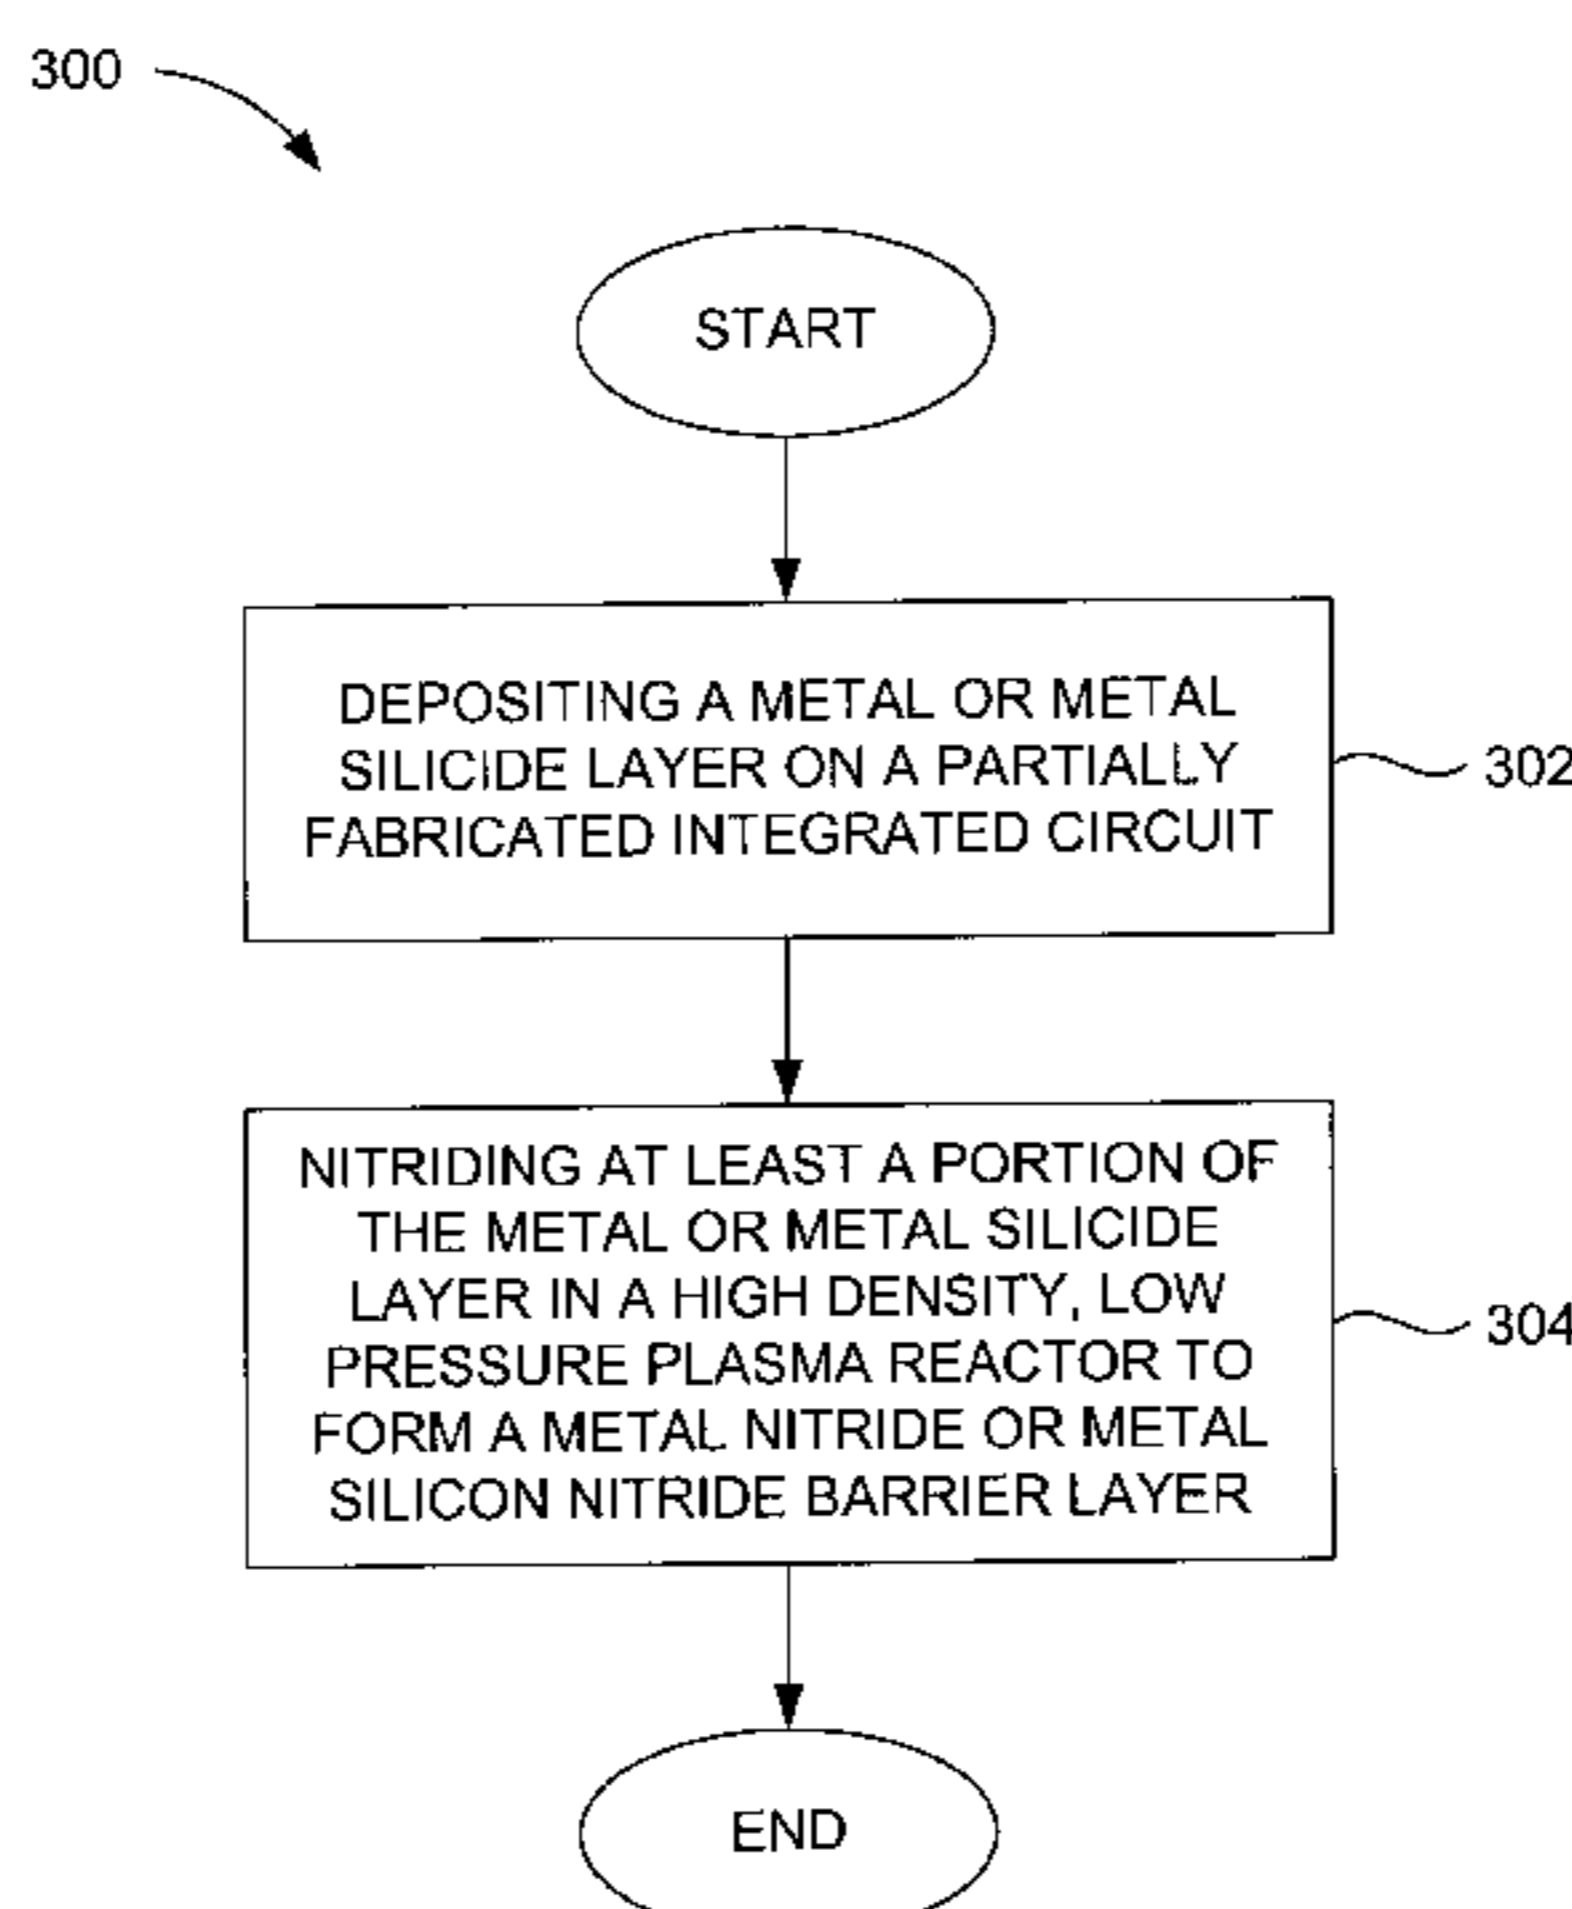 300
START
DEPOSITING A METAL OR METAL
SILICIDE LAYER ON A PARTIALLY
FABRICATED INTEGRATED CIRCUIT
302
NITRIDING AT LEAST A PORTION OF
THE METAL OR METAL SILICIDE
LAYER IN A HIGH DENSITY, LOW
PRESSURE PLASMA REACTOR TO
FORM A METAL NITRIDE OR METAL
SILICON NITRIDE BARRIER LAYER
304
END